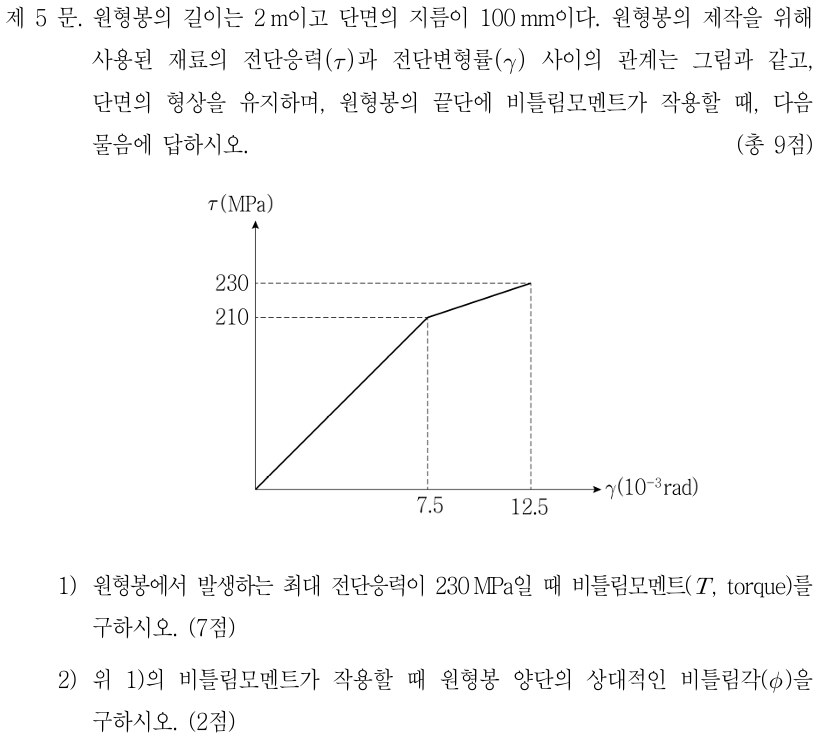 제 5 문. 원형봉의 길이는 2 m이고 단면의 지름이 100 mm이다. 원형봉의 제작을 위해
사용된 재료의 전단응력(τ)과 전단변형률(γ) 사이의 관계는 그림과 같고,
단면의 형상을 유지하며, 원형봉의 끝단에 비틀림모멘트가 작용할 때, 다음
물음에 답하시오. (총 9점)
τ(MPa)
230
210
γ(10⁻³rad)
7.5
12.5
1) 원형봉에서 발생하는 최대 전단응력이 230 MPa일 때 비틀림모멘트(T, torque)를
구하시오. (7점)
2) 위 1)의 비틀림모멘트가 작용할 때 원형봉 양단의 상대적인 비틀림각(ϕ)을
구하시오. (2점)